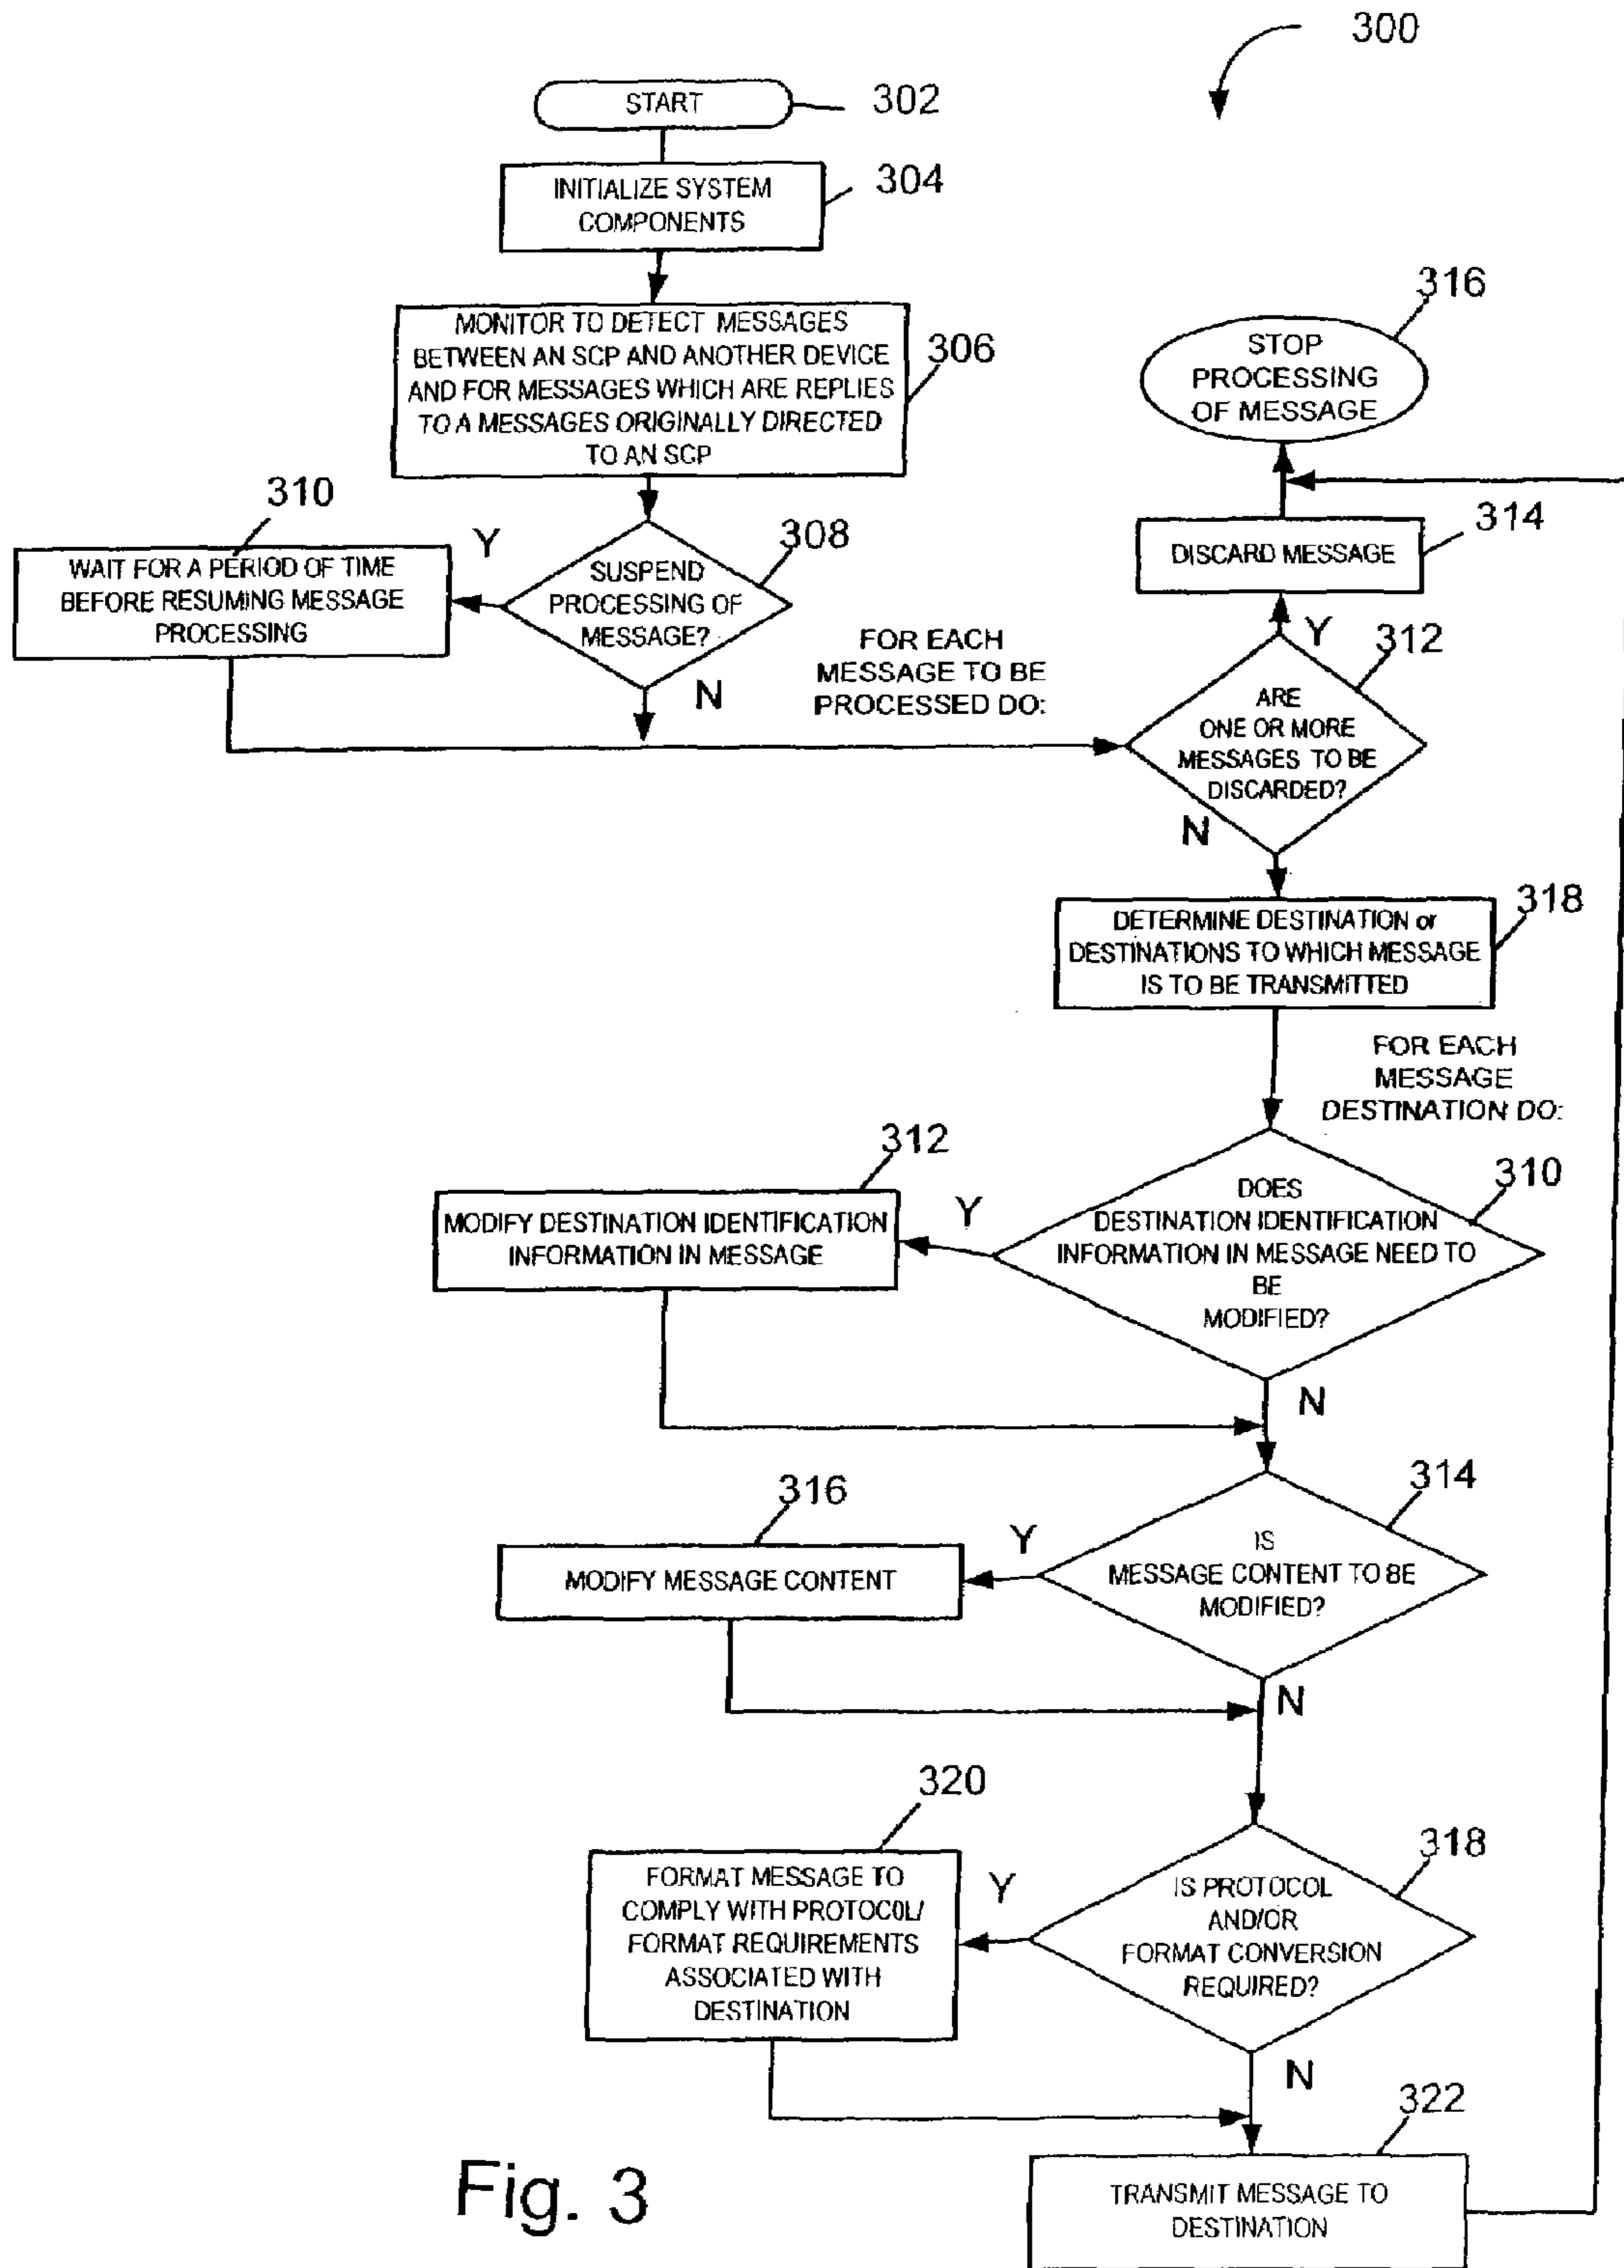 300
START
302
INITIALIZE SYSTEM
COMPONENTS
304
MONITOR TO DETECT MESSAGES
BETWEEN AN SCP AND ANOTHER DEVICE
AND FOR MESSAGES WHICH ARE REPLIES
TO A MESSAGES ORIGINALLY DIRECTED
TO AN SCP
306
316
STOP
PROCESSING
OF MESSAGE
310
WAIT FOR A PERIOD OF TIME
BEFORE RESUMING MESSAGE
PROCESSING
Y
308
SUSPEND
PROCESSING OF
MESSAGE?
N
314
DISCARD MESSAGE
FOR EACH
MESSAGE TO BE
PROCESSED DO:
Y
312
ARE
ONE OR MORE
MESSAGES TO BE
DISCARDED?
N
318
DETERMINE DESTINATION or
DESTINATIONS TO WHICH MESSAGE
IS TO BE TRANSMITTED
FOR EACH
MESSAGE
DESTINATION DO:
312
MODIFY DESTINATION IDENTIFICATION
INFORMATION IN MESSAGE
Y
310
DOES
DESTINATION IDENTIFICATION
INFORMATION IN MESSAGE NEED TO
BE
MODIFIED?
N
316
MODIFY MESSAGE CONTENT
Y
314
IS
MESSAGE CONTENT TO BE
MODIFIED?
N
320
FORMAT MESSAGE TO
COMPLY WITH PROTOCOL/
FORMAT REQUIREMENTS
ASSOCIATED WITH
DESTINATION
Y
318
IS PROTOCOL
AND/OR
FORMAT CONVERSION
REQUIRED?
N
322
TRANSMIT MESSAGE TO
DESTINATION
Fig. 3